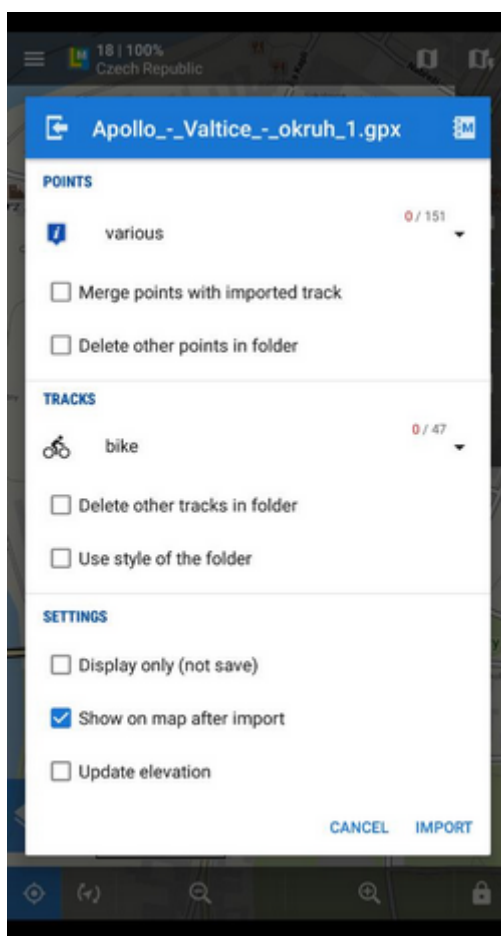 18 | 100%
Czech Republic
Apollo_-_Valtice_-_okruh_1.gpx
POINTS
0 / 151
various
Merge points with imported track
Delete other points in folder
TRACKS
0 / 47
bike
Delete other tracks in folder
Use style of the folder
SETTINGS
Display only (not save)
Show on map after import
Update elevation
CANCEL IMPORT